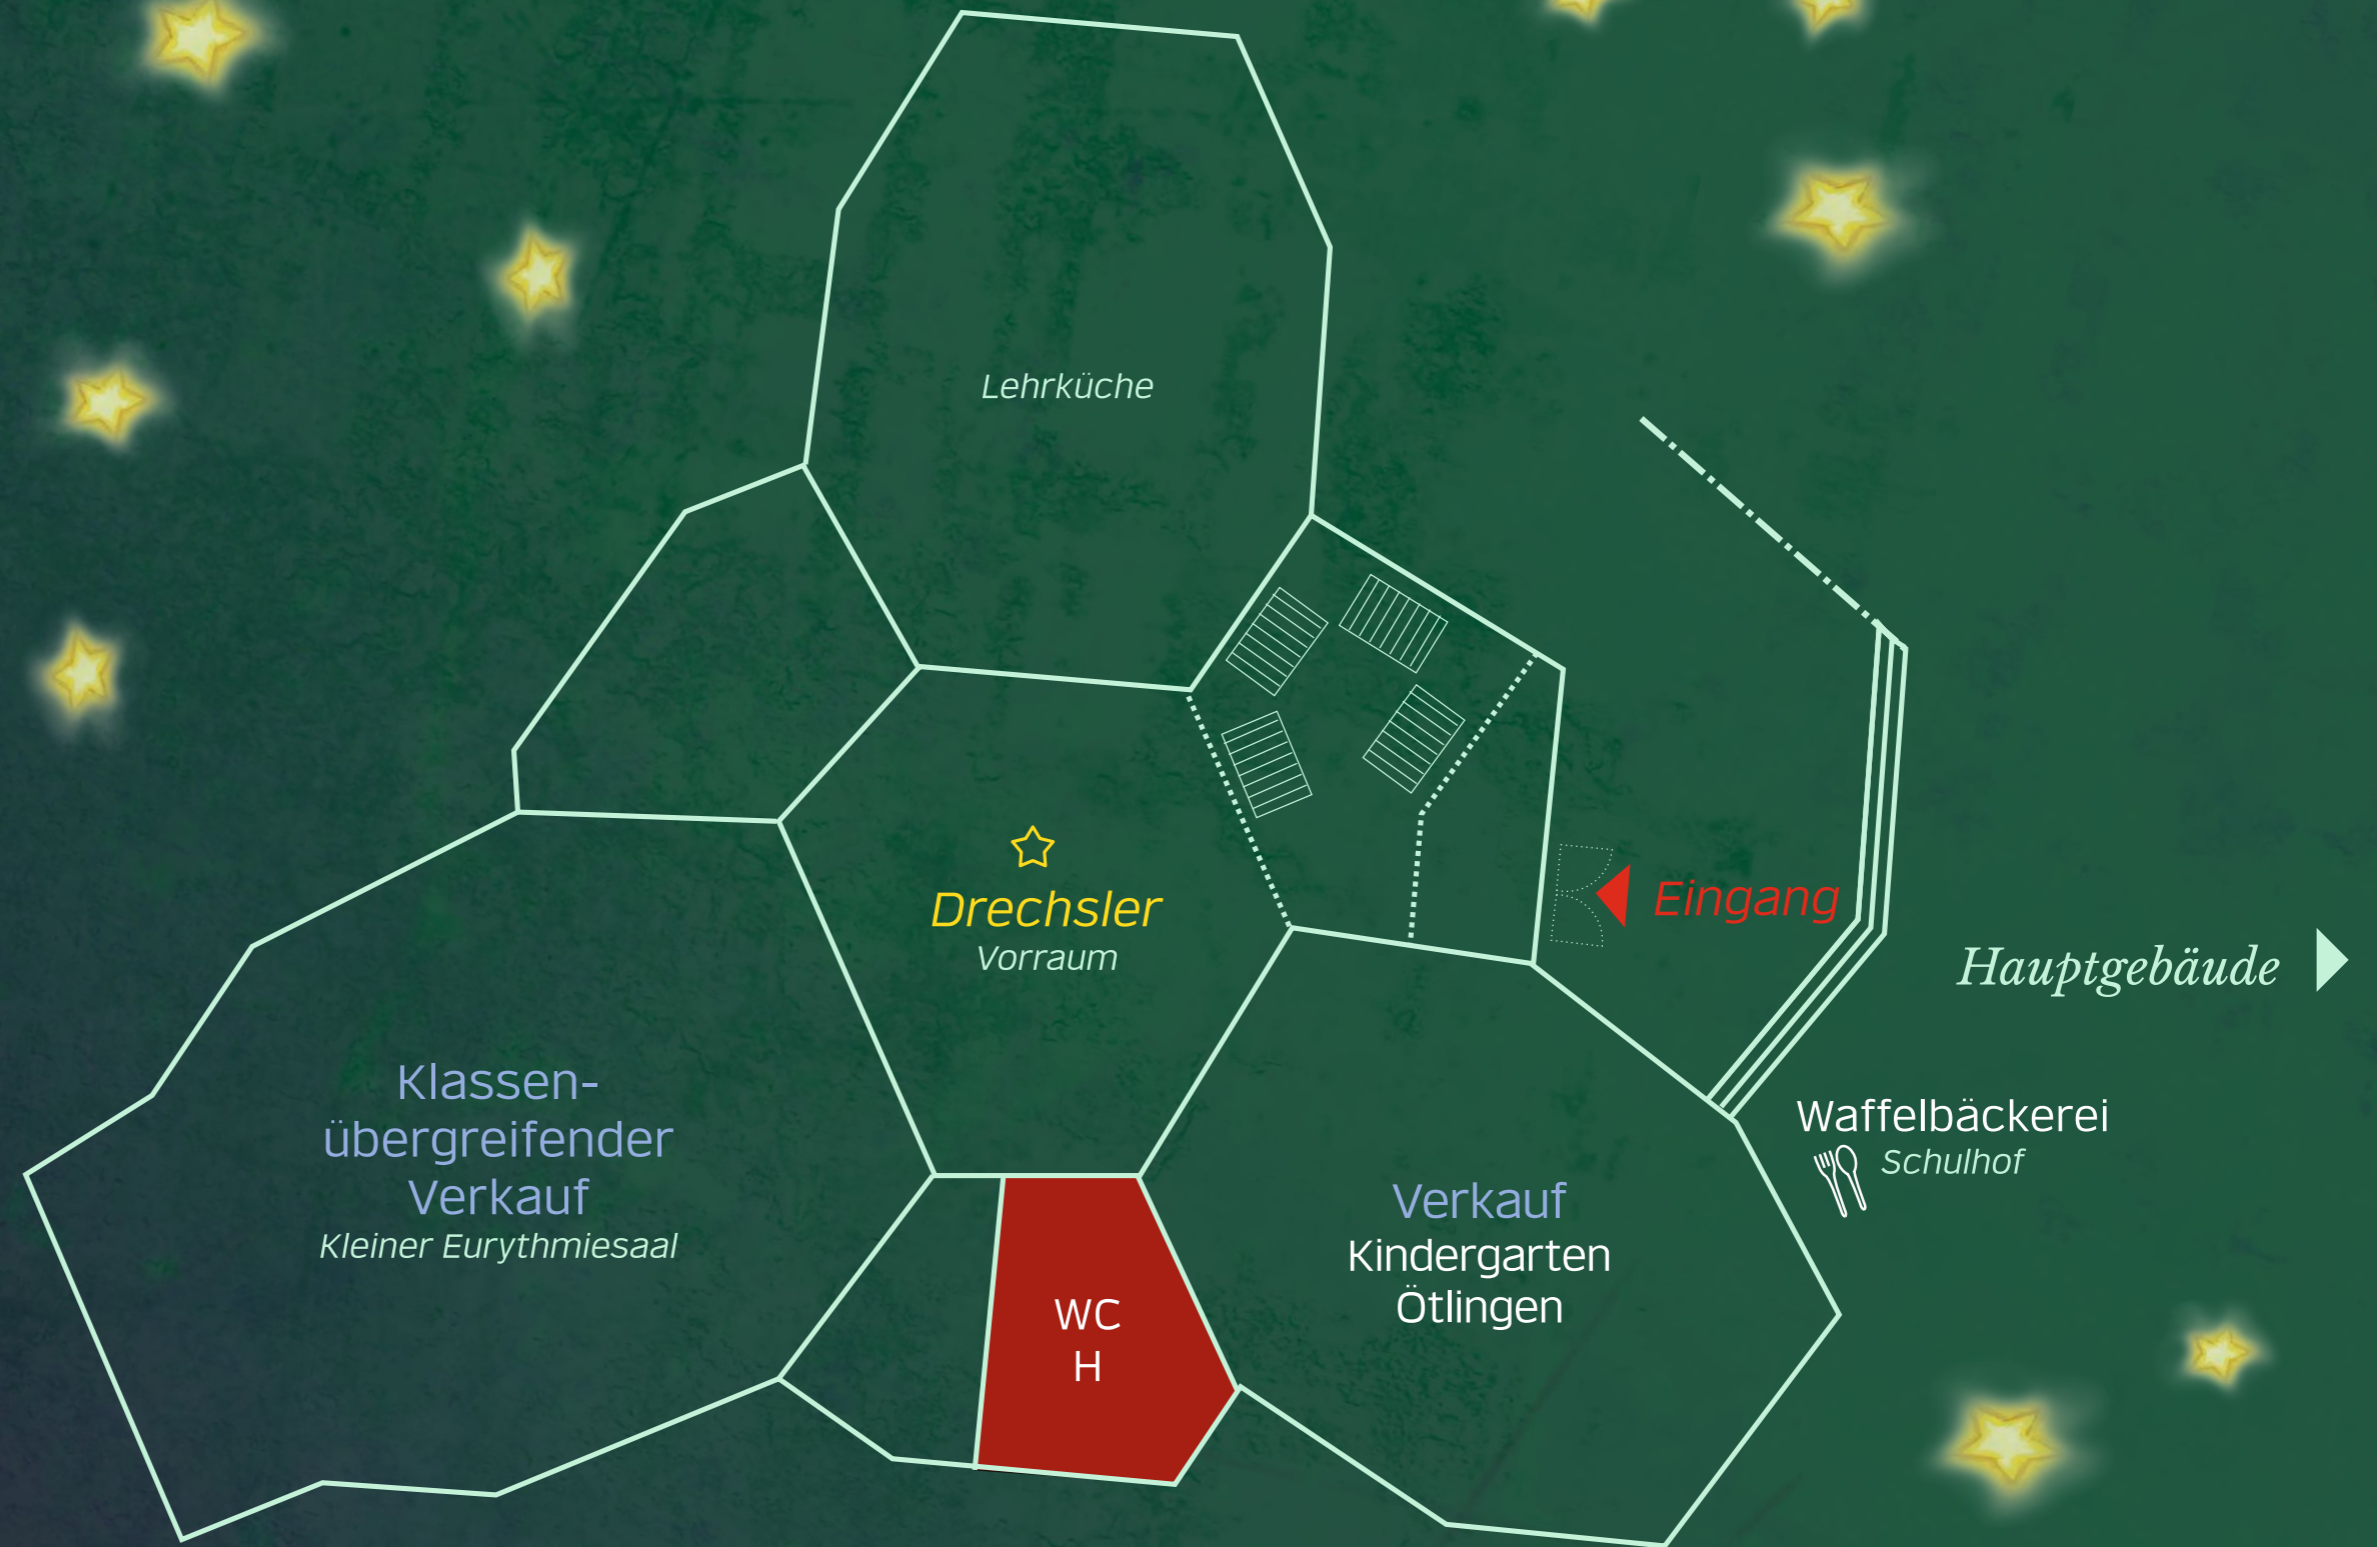 Lehrküche
Drechsler
Vorraum
Eingang
Hauptgebäude
Klassen-
übergreifender
Verkauf
Kleiner Eurythmiesaal
Waffelbäckerei
Schulhof
Verkauf
Kindergarten
Ötlingen
WC
H